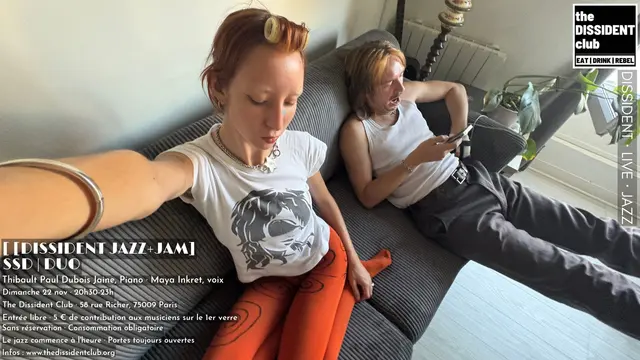 the
DISSIDENT
club
EAT | DRINK | REBEL
DISSIDENT · LIVE · JAZZ
[ [DISSIDENT JAZZ+JAM]
SSD | DUO
Thibault Paul Dubois Jaine, Piano · Maya Inkret, voix
Dimanche 22 nov · 20h30-23h
The Dissident Club · 58 rue Richer, 75009 Paris
Entrée libre · 5 € de contribution aux musiciens sur le 1er verre
Sans réservation · Consommation obligatoire
Le jazz commence à l'heure · Portes toujours ouvertes
Infos : www.thedissidentclub.org